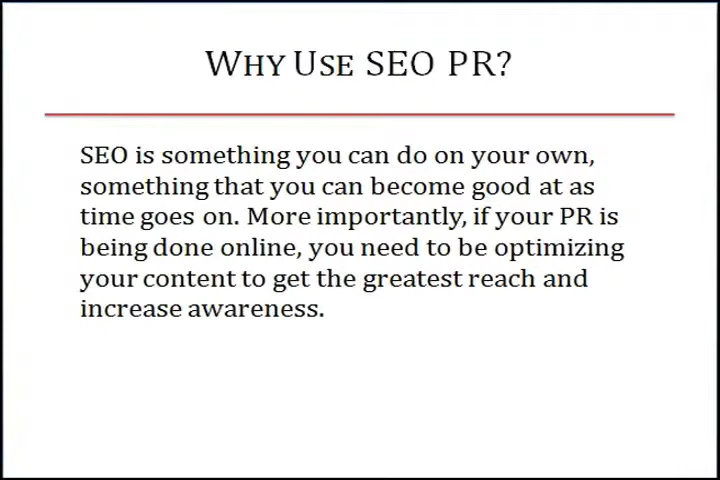 WHY USE SEO PR?
SEO is something you can do on your own,
something that you can become good at as
time goes on. More importantly, if your PR is
being done online, you need to be optimizing
your content to get the greatest reach and
increase awareness.